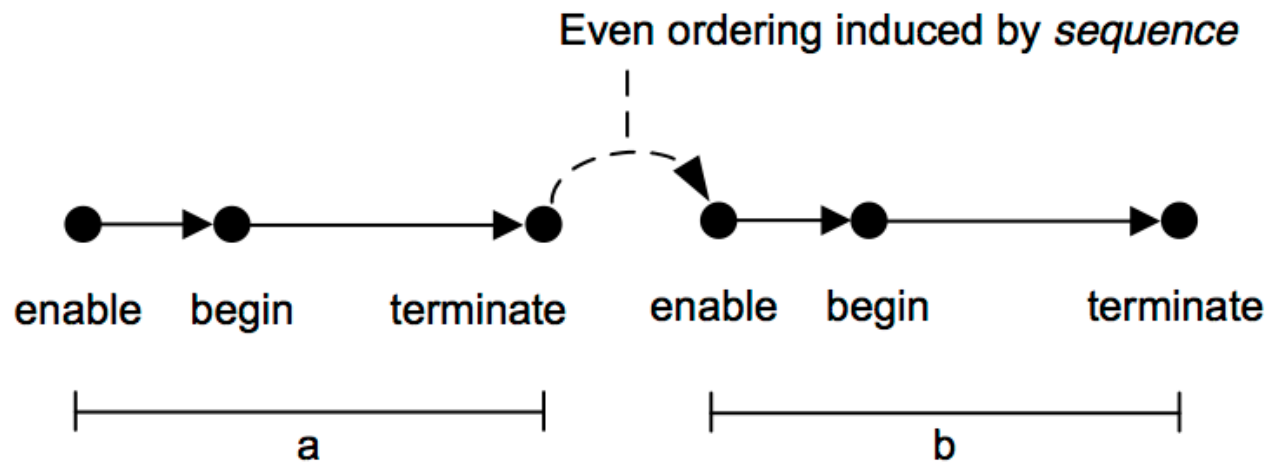 Even ordering induced by sequence
enable begin terminate enable begin terminate
a b